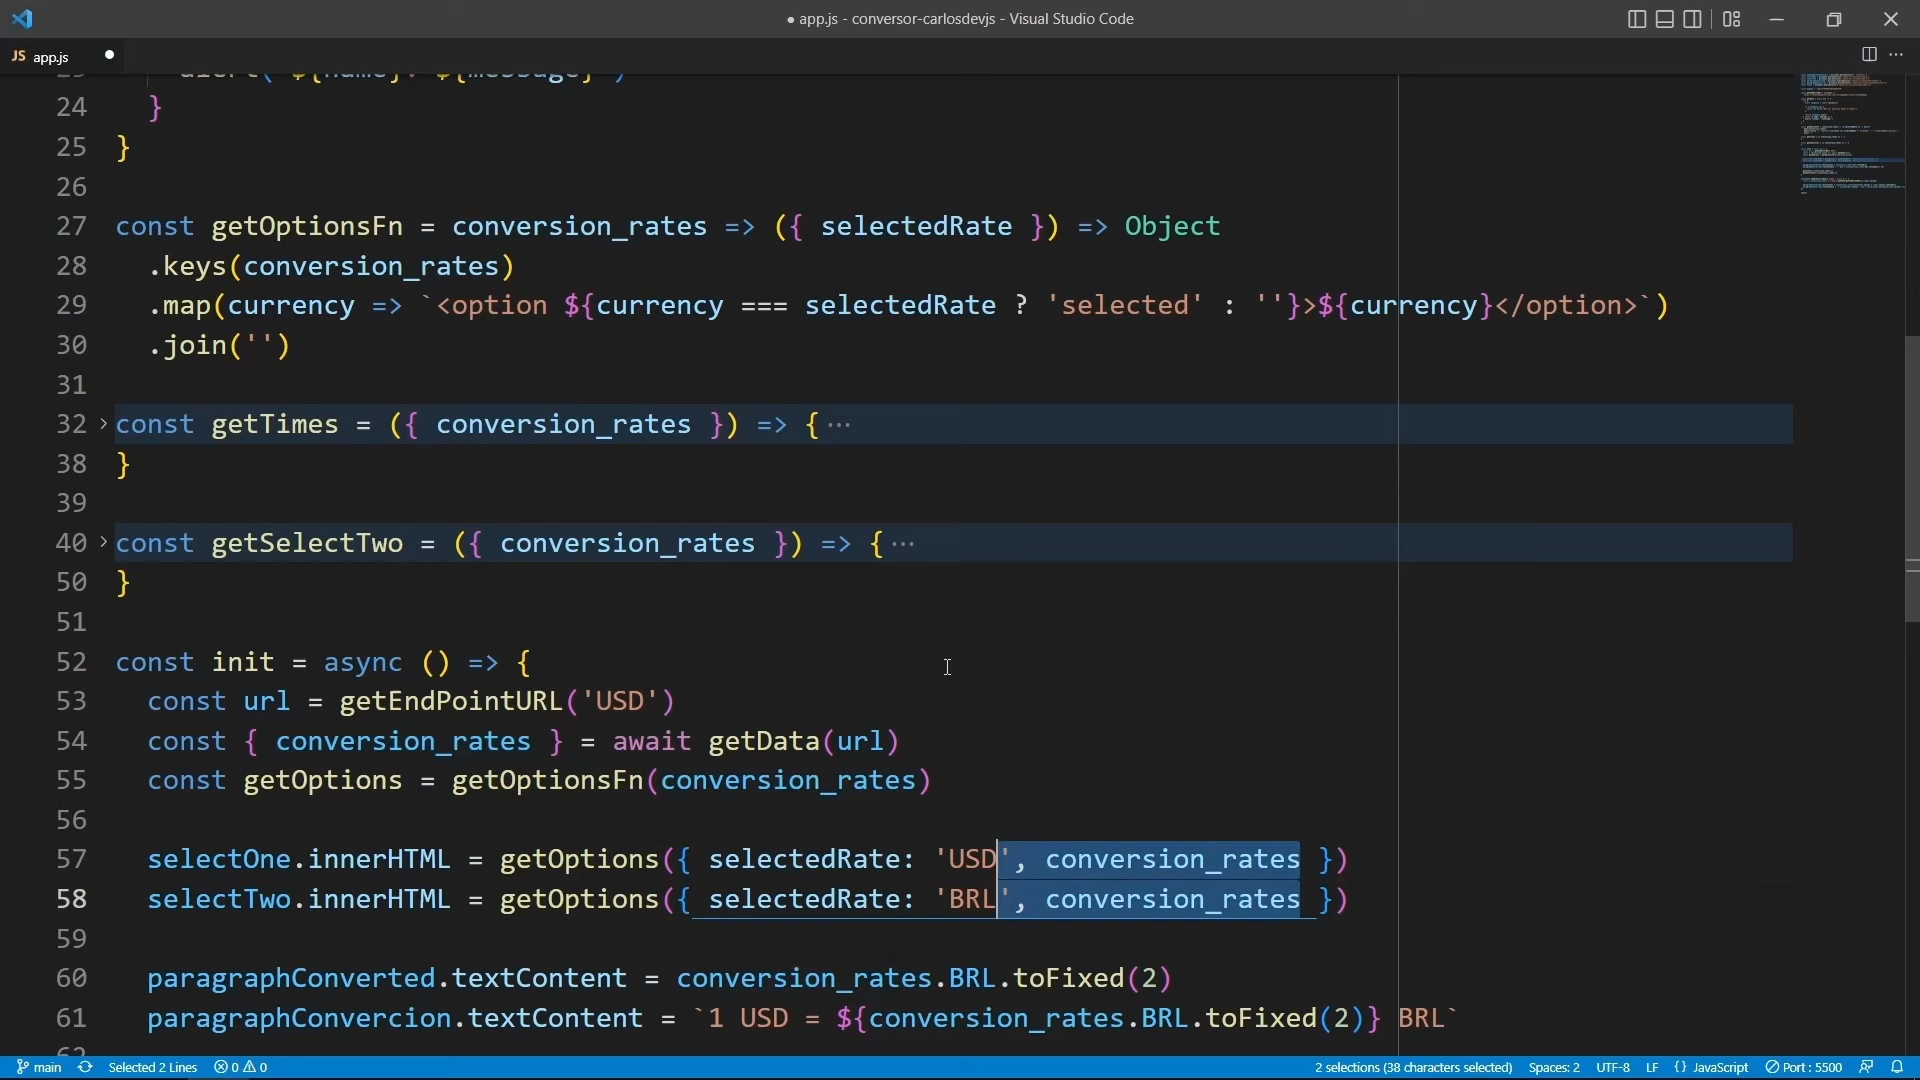 ● app.js - conversor-carlosdevjs - Visual Studio Code
JS app.js ●
24 }
25 }
26
27 const getOptionsFn = conversion_rates => ({ selectedRate }) => Object
28 .keys(conversion_rates)
29 .map(currency => `<option ${currency === selectedRate ? 'selected' : ''}>${currency}</option>`)
30 .join('')
31
32 const getTimes = ({ conversion_rates }) => {···
38 }
39
40 const getSelectTwo = ({ conversion_rates }) => {···
50 }
51
52 const init = async () => {
53 const url = getEndPointURL('USD')
54 const { conversion_rates } = await getData(url)
55 const getOptions = getOptionsFn(conversion_rates)
56
57 selectOne.innerHTML = getOptions({ selectedRate: 'USD', conversion_rates })
58 selectTwo.innerHTML = getOptions({ selectedRate: 'BRL', conversion_rates })
59
60 paragraphConverted.textContent = conversion_rates.BRL.toFixed(2)
61 paragraphConvercion.textContent = `1 USD = ${conversion_rates.BRL.toFixed(2)} BRL`
main Selected 2 Lines 0 0 2 selections (38 characters selected) Spaces: 2 UTF-8 LF {} JavaScript Port : 5500